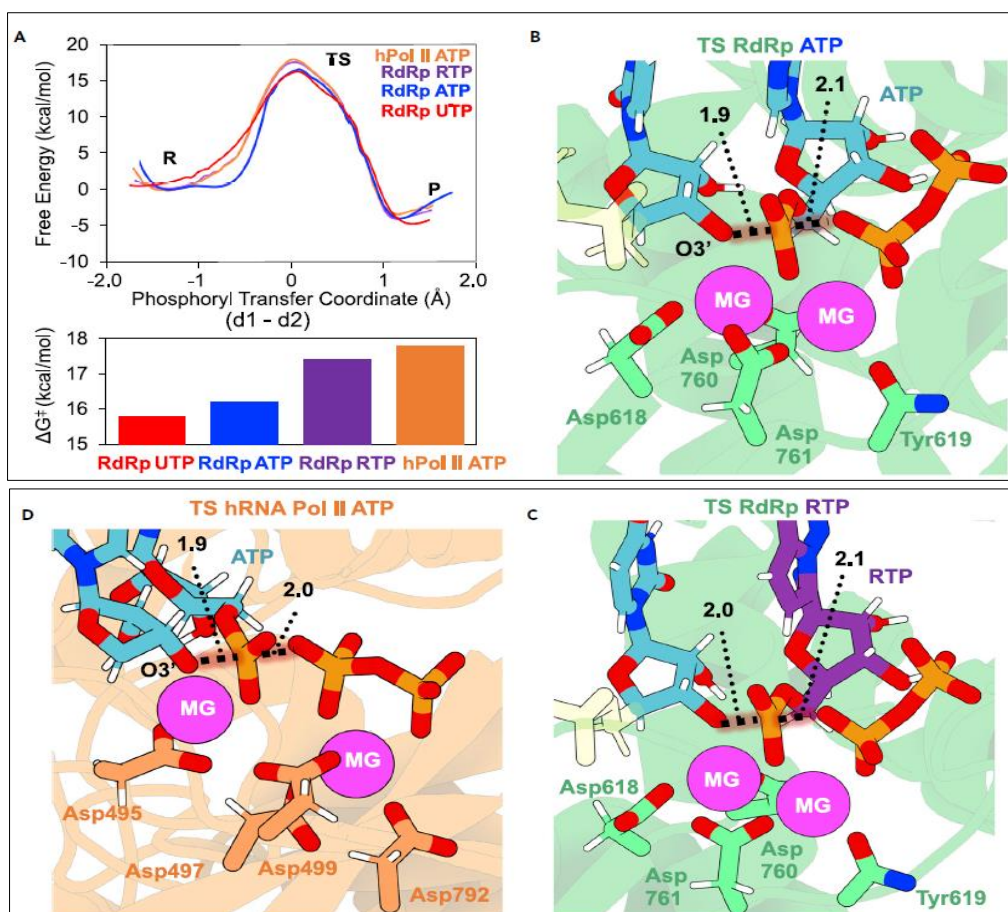 A
Free Energy (kcal/mol)
20
15
10
5
0
-5
-10
R
TS
P
hPol II ATP
RdRp RTP
RdRp ATP
RdRp UTP
-2.0
-1.0
0
1.0
2.0
Phosphoryl Transfer Coordinate (Å)
(d1 - d2)
ΔG‡ (kcal/mol)
18
17
16
15
RdRp UTP
RdRp ATP
RdRp RTP
hPol II ATP
B
TS RdRp ATP
1.9
2.1
ATP
O3'
MG
MG
Asp618
Asp
760
Asp
761
Tyr619
D
TS hRNA Pol II ATP
1.9
ATP
2.0
O3'
MG
MG
Asp495
Asp497
Asp499
Asp792
C
TS RdRp RTP
2.0
2.1
RTP
MG
MG
Asp618
Asp
761
Asp
760
Tyr619